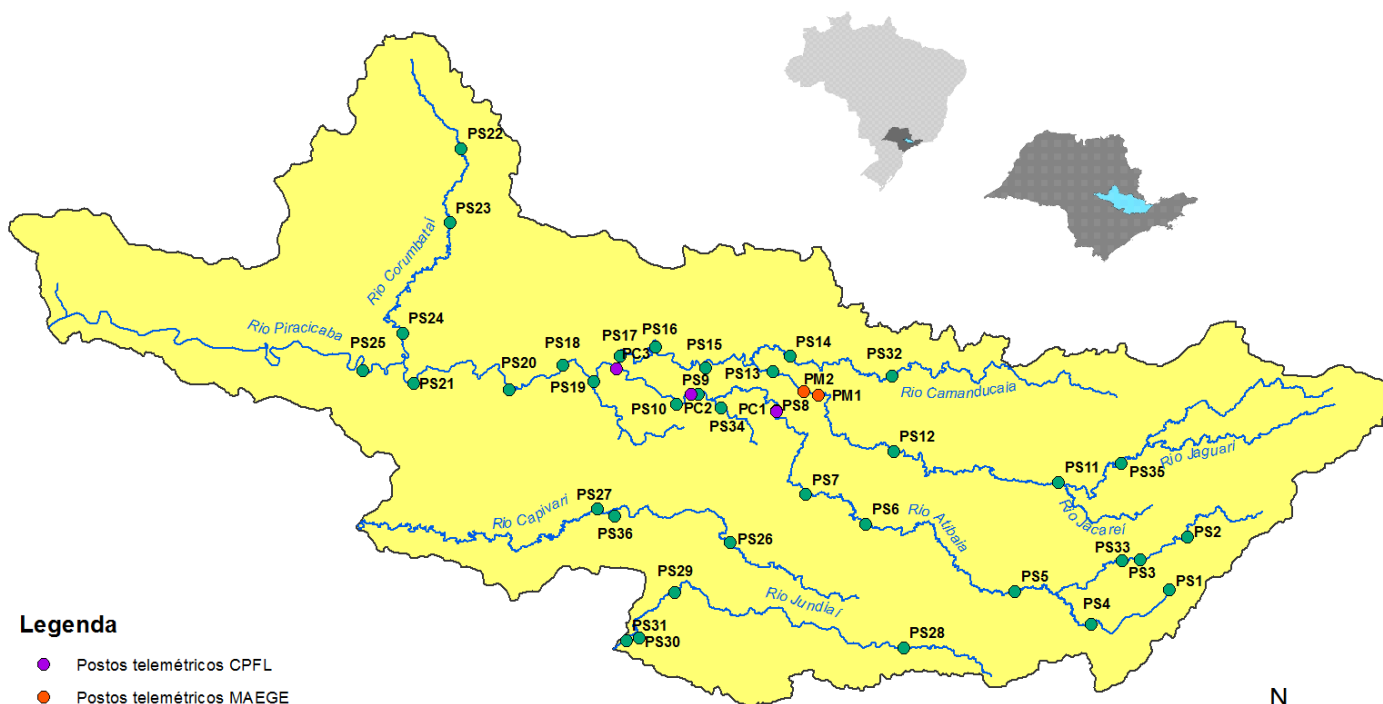 PS22
PS23
Rio Corumbataí
PS24
Rio Piracicaba
PS25
PS21
PS20
PS18
PS19
PS17
PC3
PS16
PS15
PS14
PS13
PS32
Rio Camanducaia
PM2
PM1
PS9
PS10
PC2
PS34
PC1
PS8
PS12
PS11
PS35
Rio Jaguari
Rio Jacareí
PS7
PS6
Rio Atibaia
PS2
PS33
PS3
PS1
PS5
PS4
Rio Capivari
PS27
PS36
PS26
PS29
Rio Jundiaí
PS28
PS31
PS30
Legenda
Postos telemétricos CPFL
Postos telemétricos MAEGE
N